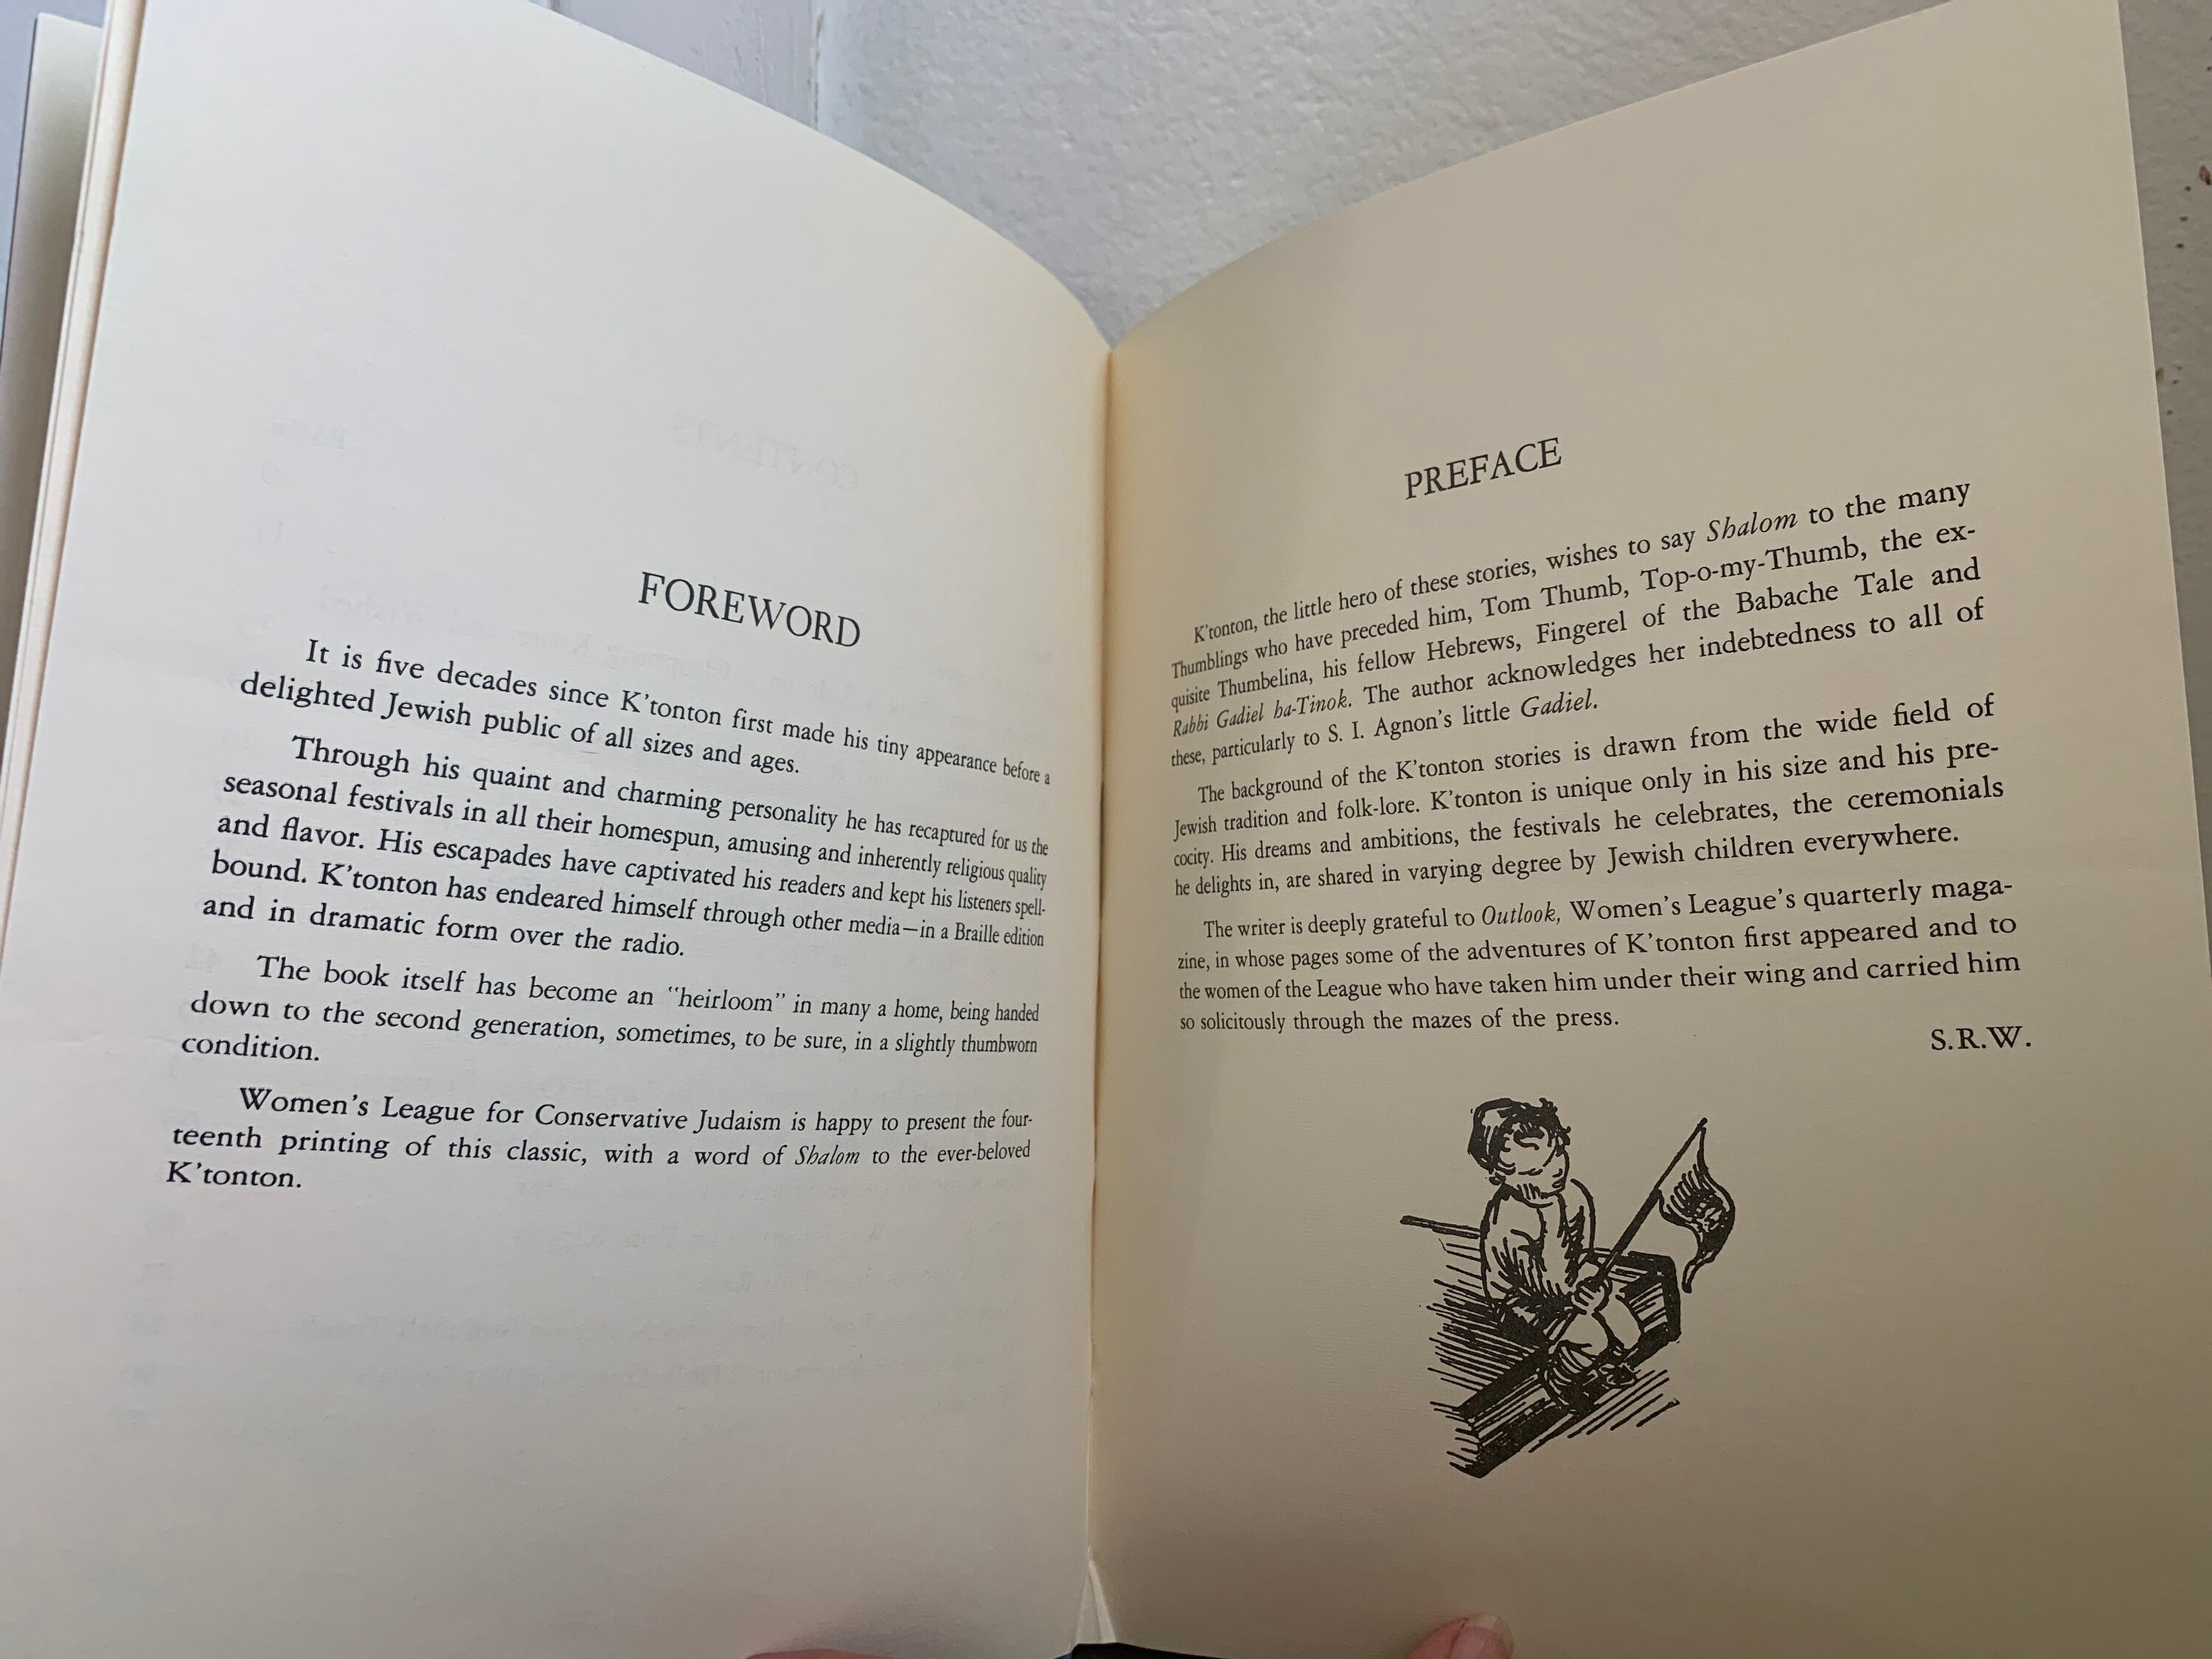 FOREWORD
It is five decades since K'tonton first made his tiny appearance before a
delighted Jewish public of all sizes and ages.
Through his quaint and charming personality he has recaptured for us the
seasonal festivals in all their homespun, amusing and inherently religious quality
and flavor. His escapades have captivated his readers and kept his listeners spell-
bound. K'tonton has endeared himself through other media—in a Braille edition
and in dramatic form over the radio.
The book itself has become an "heirloom" in many a home, being handed
down to the second generation, sometimes, to be sure, in a slightly thumbworn
condition.
Women's League for Conservative Judaism is happy to present the four-
teenth printing of this classic, with a word of Shalom to the ever-beloved
K'tonton.
PREFACE
K'tonton, the little hero of these stories, wishes to say Shalom to the many
Thumblings who have preceded him, Tom Thumb, Top-o-my-Thumb, the ex-
quisite Thumbelina, his fellow Hebrews, Fingerel of the Babache Tale and
Rabbi Gadiel ha-Tinok. The author acknowledges her indebtedness to all of
these, particularly to S. I. Agnon's little Gadiel.
The background of the K'tonton stories is drawn from the wide field of
Jewish tradition and folk-lore. K'tonton is unique only in his size and his pre-
cocity. His dreams and ambitions, the festivals he celebrates, the ceremonials
he delights in, are shared in varying degree by Jewish children everywhere.
The writer is deeply grateful to Outlook, Women's League's quarterly maga-
zine, in whose pages some of the adventures of K'tonton first appeared and to
the women of the League who have taken him under their wing and carried him
so solicitously through the mazes of the press.
S.R.W.